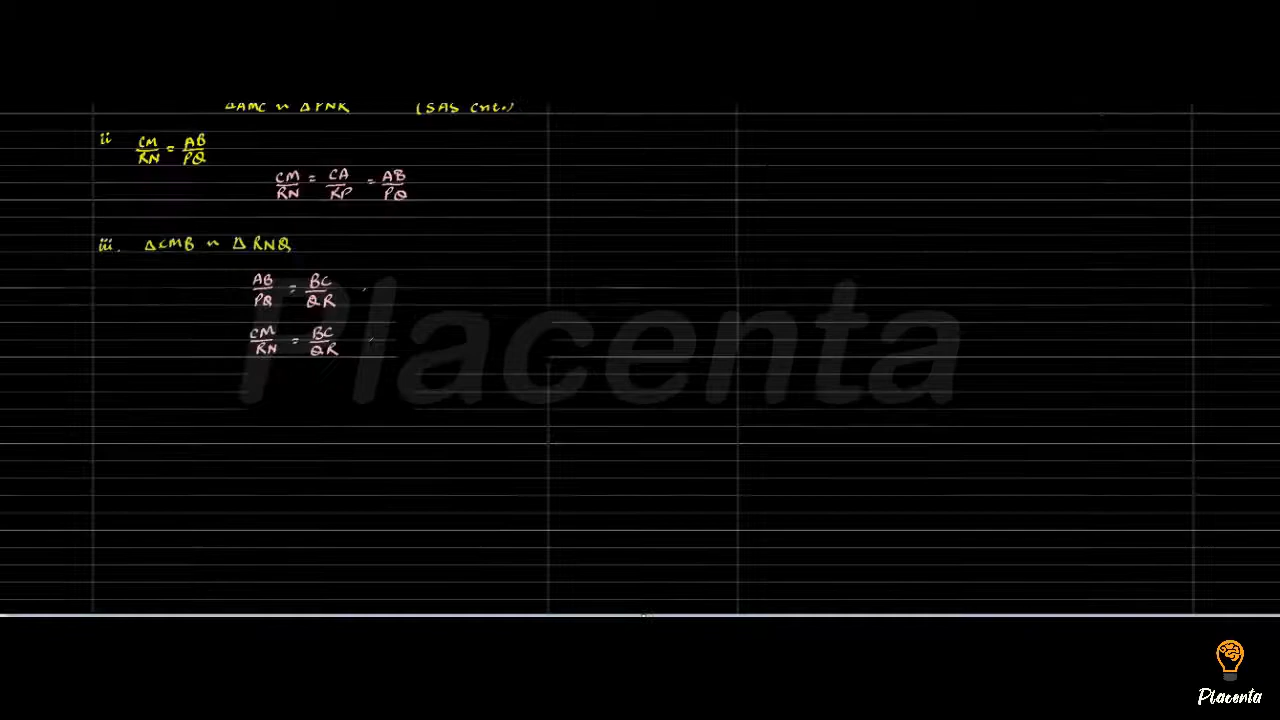 ΔAMC ~ ΔPNR (SAS Crit.)
ii CM/RN = AB/PQ
CM/RN = CA/RP = AB/PQ
iii. ΔCMB ~ ΔRNQ
AB/PQ = BC/QR
CM/RN = BC/QR
Placenta
Placenta